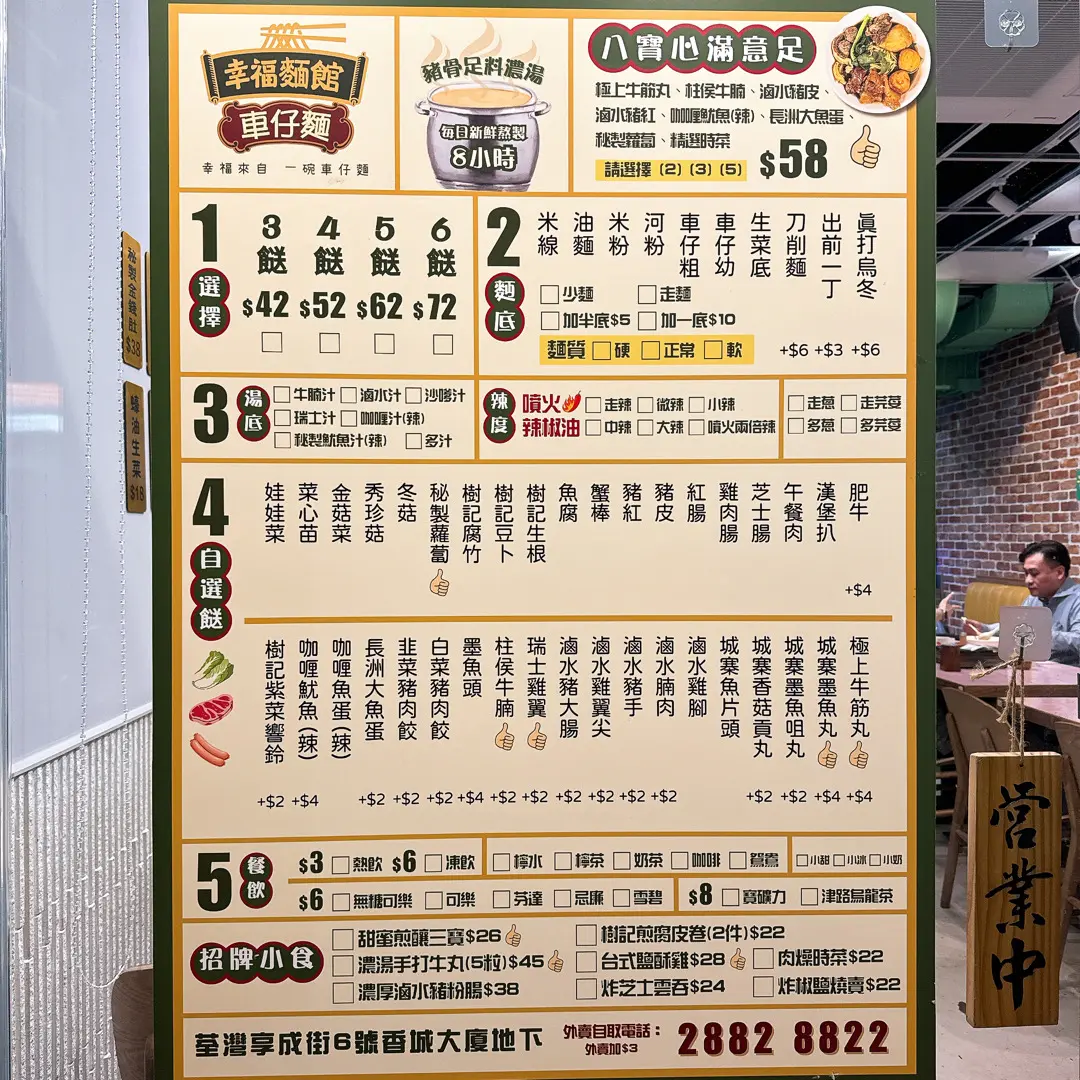 幸福麵館
車仔麵
幸福來自 一碗車仔麵
豬骨足料濃湯
每日新鮮熬製
8小時
八寶心滿意足
極上牛筋丸、柱侯牛腩、滷水豬皮、
滷水豬紅、咖喱魷魚(辣)、長洲大魚蛋、
秘製蘿蔔、精選時菜
請選擇 (2) (3) (5) $58
1 選擇
3餸 4餸 5餸 6餸
$42 $52 $62 $72
2 麵底
米線
油麵
米粉
河粉
車仔粗
車仔幼
生菜底
刀削麵 +$6
出前一丁 +$3
真打烏冬 +$6
□少麵 □走麵
□加半底$5 □加一底$10
麵質 □硬 □正常 □軟
3 湯底
□牛腩汁 □滷水汁 □沙嗲汁
□瑞士汁 □咖喱汁(辣)
□秘製魷魚汁(辣) □多汁
辣度
噴火辣椒油
□走辣 □微辣 □小辣
□中辣 □大辣 □噴火兩倍辣
□走蔥 □走芫荽
□多蔥 □多芫荽
4 自選餸
娃娃菜
菜心苗
金菇菜
秀珍菇
冬菇
秘製蘿蔔
樹記腐竹
樹記豆卜
樹記生根
魚腐
蟹棒
豬紅
豬皮
紅腸
雞肉腸
芝士腸
午餐肉
漢堡扒
肥牛 +$4
樹記紫菜響鈴 +$2
咖喱魷魚(辣) +$4
咖喱魚蛋(辣)
長洲大魚蛋 +$2
韭菜豬肉餃 +$2
白菜豬肉餃 +$2
墨魚頭 +$4
柱侯牛腩 +$2
瑞士雞翼 +$2
滷水豬大腸 +$2
滷水雞翼尖 +$2
滷水豬手 +$2
滷水腩肉 +$2
滷水雞腳
城寨魚片頭
城寨香菇貢丸 +$2
城寨墨魚咀丸 +$2
城寨墨魚丸 +$4
極上牛筋丸 +$4
5 餐飲
$3 □熱飲 $6 □凍飲 □檸水 □檸茶 □奶茶 □咖啡 □鴛鴦 □小甜 □小冰 □小奶
$6 □無糖可樂 □可樂 □芬達 □忌廉 □雪碧 $8 □寶礦力 □津路烏龍茶
招牌小食
□甜蜜煎釀三寶$26 □樹記煎腐皮卷(2件)$22
□濃湯手打牛丸(5粒)$45 □台式鹽酥雞$28 □肉燥時菜$22
□濃厚滷水豬粉腸$38 □炸芝士雲吞$24 □炸椒鹽燒賣$22
荃灣享成街6號香城大廈地下
外賣自取電話：
外賣加$3
2882 8822
秘製金錢肚$38
蠔油生菜$18
営業中